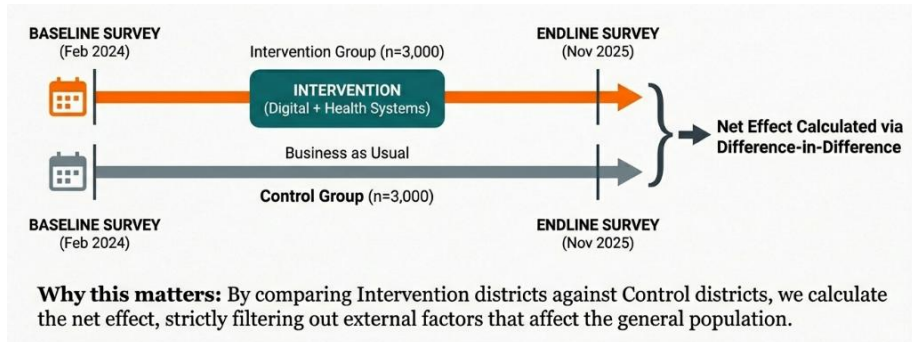 BASELINE SURVEY
(Feb 2024)
Intervention Group (n=3,000)
ENDLINE SURVEY
(Nov 2025)
INTERVENTION
(Digital + Health Systems)
Net Effect Calculated via
Difference-in-Difference
Business as Usual
Control Group (n=3,000)
BASELINE SURVEY
(Feb 2024)
ENDLINE SURVEY
(Nov 2025)
Why this matters: By comparing Intervention districts against Control districts, we calculate
the net effect, strictly filtering out external factors that affect the general population.